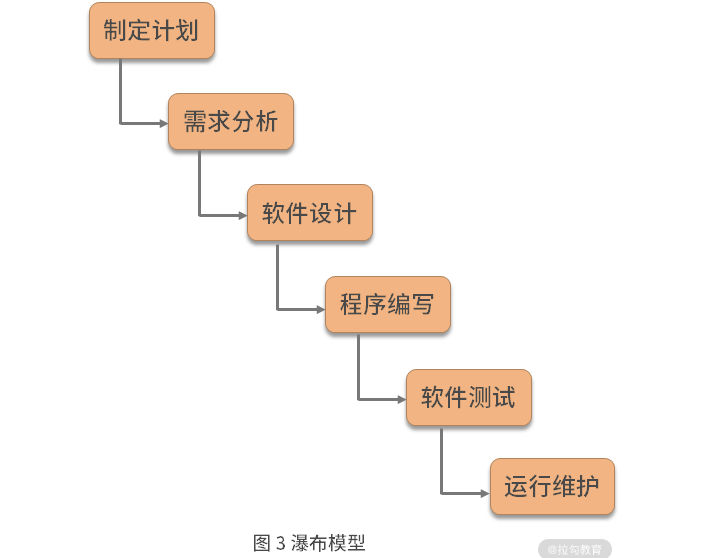 制定计划
需求分析
软件设计
程序编写
软件测试
运行维护
图 3 瀑布模型
@拉勾教育